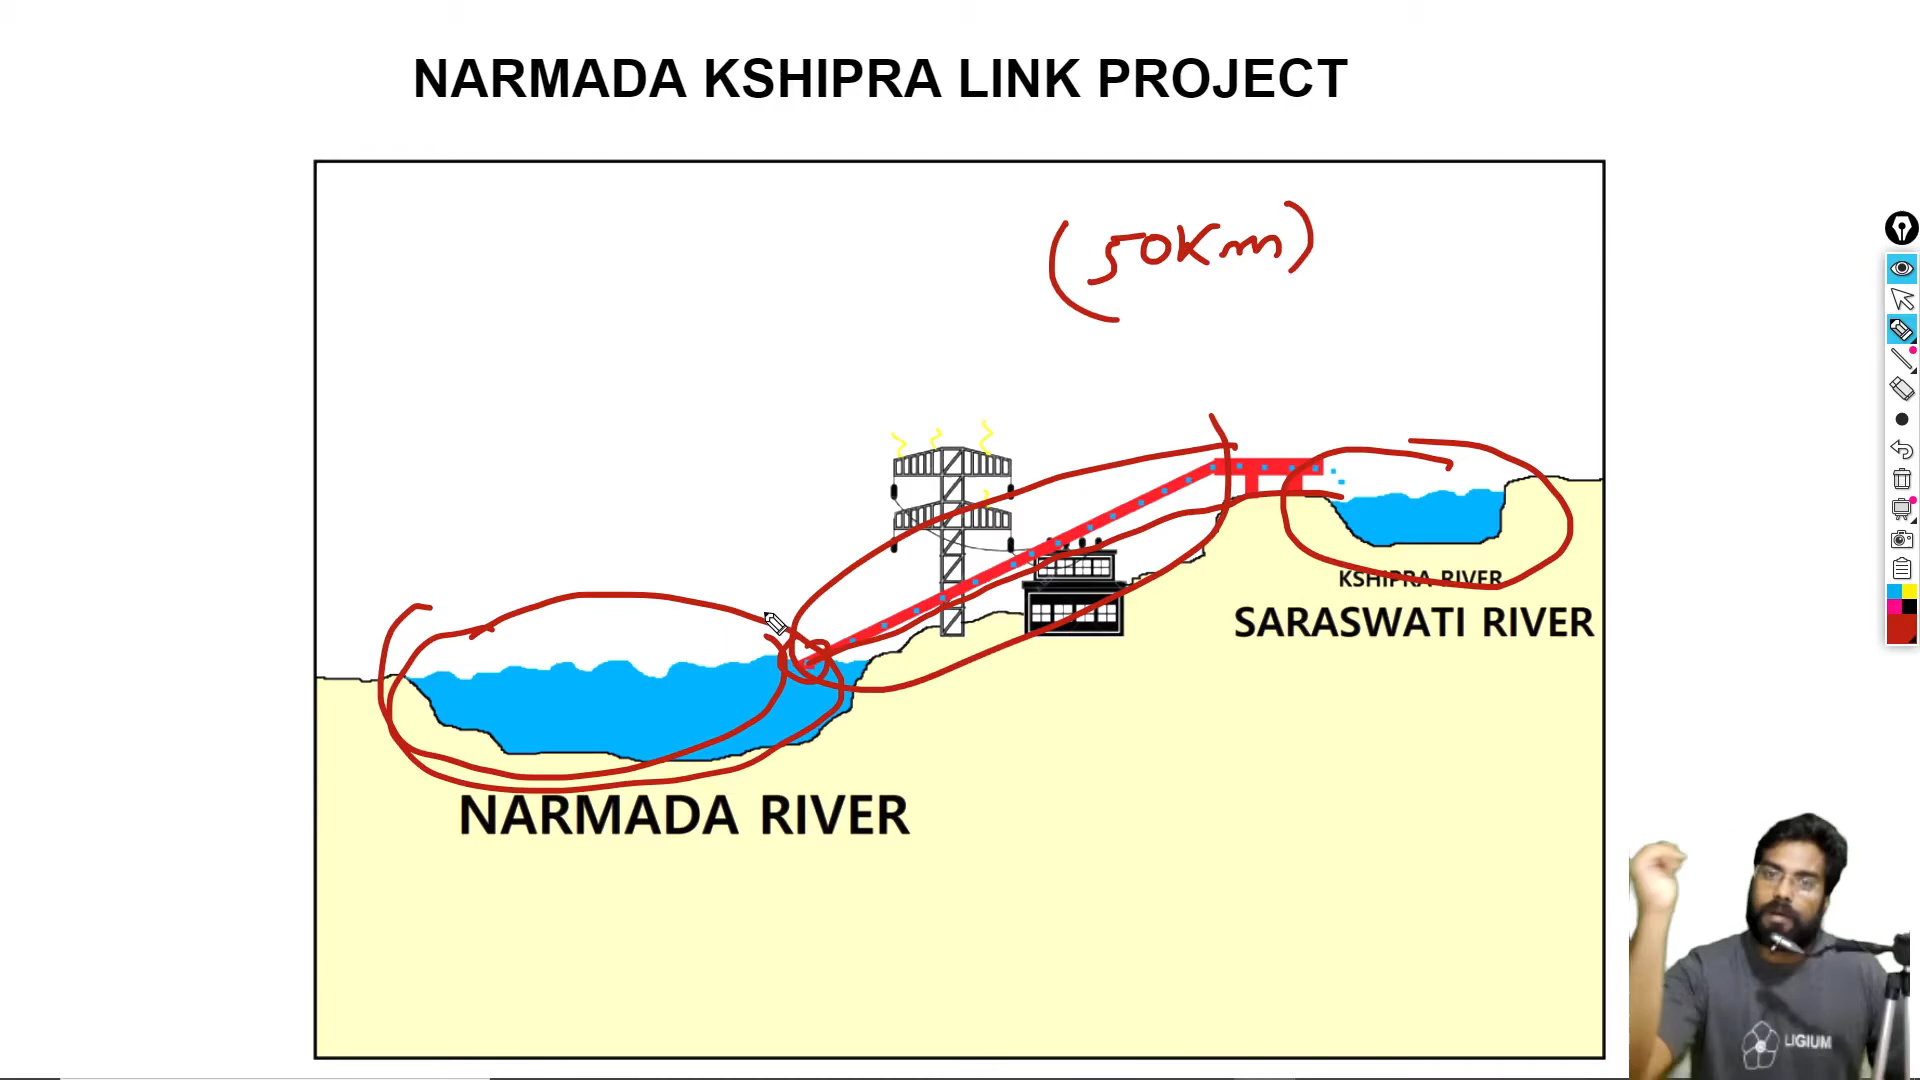 NARMADA KSHIPRA LINK PROJECT
(50Km)
KSHIPRA RIVER
SARASWATI RIVER
NARMADA RIVER
LIGIUM